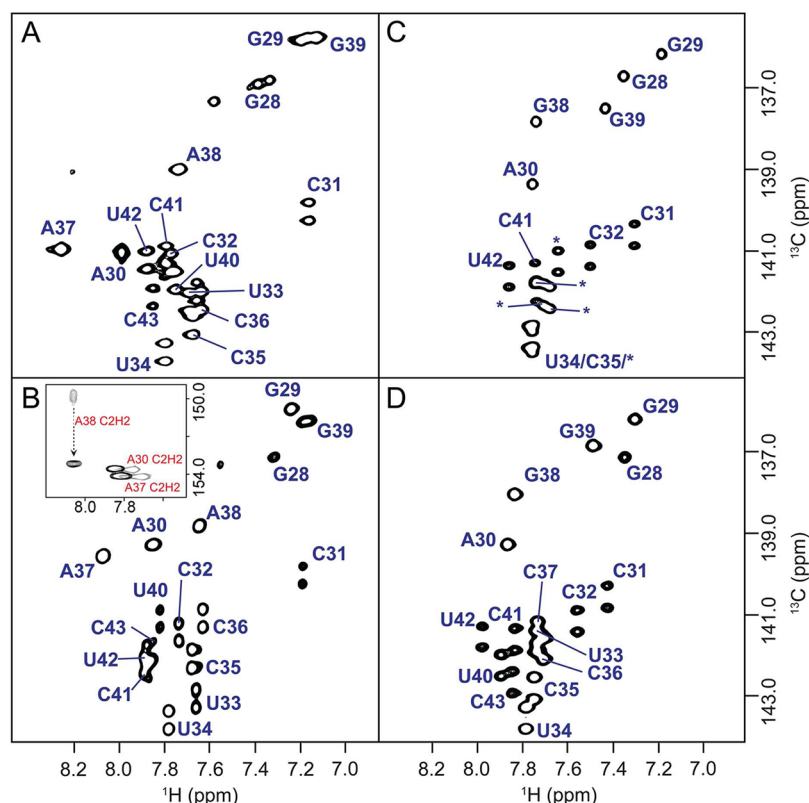 A
G29
G39
G28
A38
C31
C41
U42
A37
C32
A30
U40
U33
C43
C36
C35
U34
C
G29
G28
G39
G38
A30
C31
C41
C32
*
U42
*
*
*
U34/C35/*
137.0
139.0
141.0
143.0
¹³C (ppm)
B
150.0
A38 C2H2
A30 C2H2
154.0
A37 C2H2
8.0 7.8
G29
G39
G28
A38
A30
A37
C31
C32
U40
C43
C36
U42
C35
C41
U33
U34
D
G29
G39
G28
G38
A30
C37
C31
C32
U42
C41
U33
C36
U40
C35
C43
U34
137.0
139.0
141.0
143.0
¹³C (ppm)
8.2 8.0 7.8 7.6 7.4 7.2 7.0
¹H (ppm)
8.0 7.8 7.6 7.4 7.2 7.0
¹H (ppm)